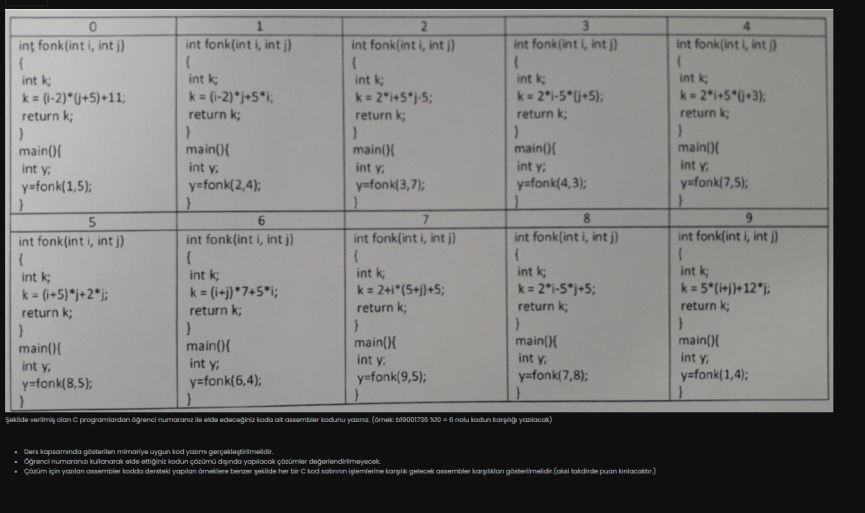 0 1 2 3 4
int fonk(int i, int j) int fonk(int i, int j) int fonk(int i, int j) int fonk(int i, int j) int fonk(int i, int j)
{ { { { {
int k; int k; int k; int k; int k;
k = (i-2)*(j+5)+11; k = (i-2)*j+5*i; k = 2*i+5*j-5; k = 2*i-5*(j+5); k = 2*i+5*(j+3);
return k; return k; return k; return k; return k;
} } } } }
main(){ main(){ main(){ main(){ main(){
int y; int y; int y; int y; int y;
y=fonk(1,5); y=fonk(2,4); y=fonk(3,7); y=fonk(4,3); y=fonk(7,5);
} } } } }
5 6 7 8 9
int fonk(int i, int j) int fonk(int i, int j) int fonk(int i, int j) int fonk(int i, int j) int fonk(int i, int j)
{ { { { {
int k; int k; int k; int k; int k;
k = (i+5)*j+2*j; k = (i+j)*7+5*i; k = 2+i*(5+j)+5; k = 2*i-5*j+5; k = 5*(i+j)+12*j;
return k; return k; return k; return k; return k;
} } } } }
main(){ main(){ main(){ main(){ main(){
int y; int y; int y; int y; int y;
y=fonk(8,5); y=fonk(6,4); y=fonk(9,5); y=fonk(7,8); y=fonk(1,4);
} } } } }
Şekilde verilmiş olan C programlardan öğrenci numaranız ile elde edeceğiniz koda ait assembler kodunu yazınız. (örnek: b19001736 %10 = 6 nolu kodun karşılığı yazılacak)
• Ders kapsamında gösterilen mimariye uygun kod yazımı gerçekleştirilmelidir.
• Öğrenci numaranızı kullanarak elde ettiğiniz kodun çözümü dışında yapılacak çözümler değerlendirilmeyecek.
• Çözüm için yazılan assembler kodda dersteki yapılan örneklere benzer şekilde her bir C kod satırının işlemlerine karşılık gelecek assembler karşılıkları gösterilmelidir.(aksi takdirde puan kırılacaktır.)